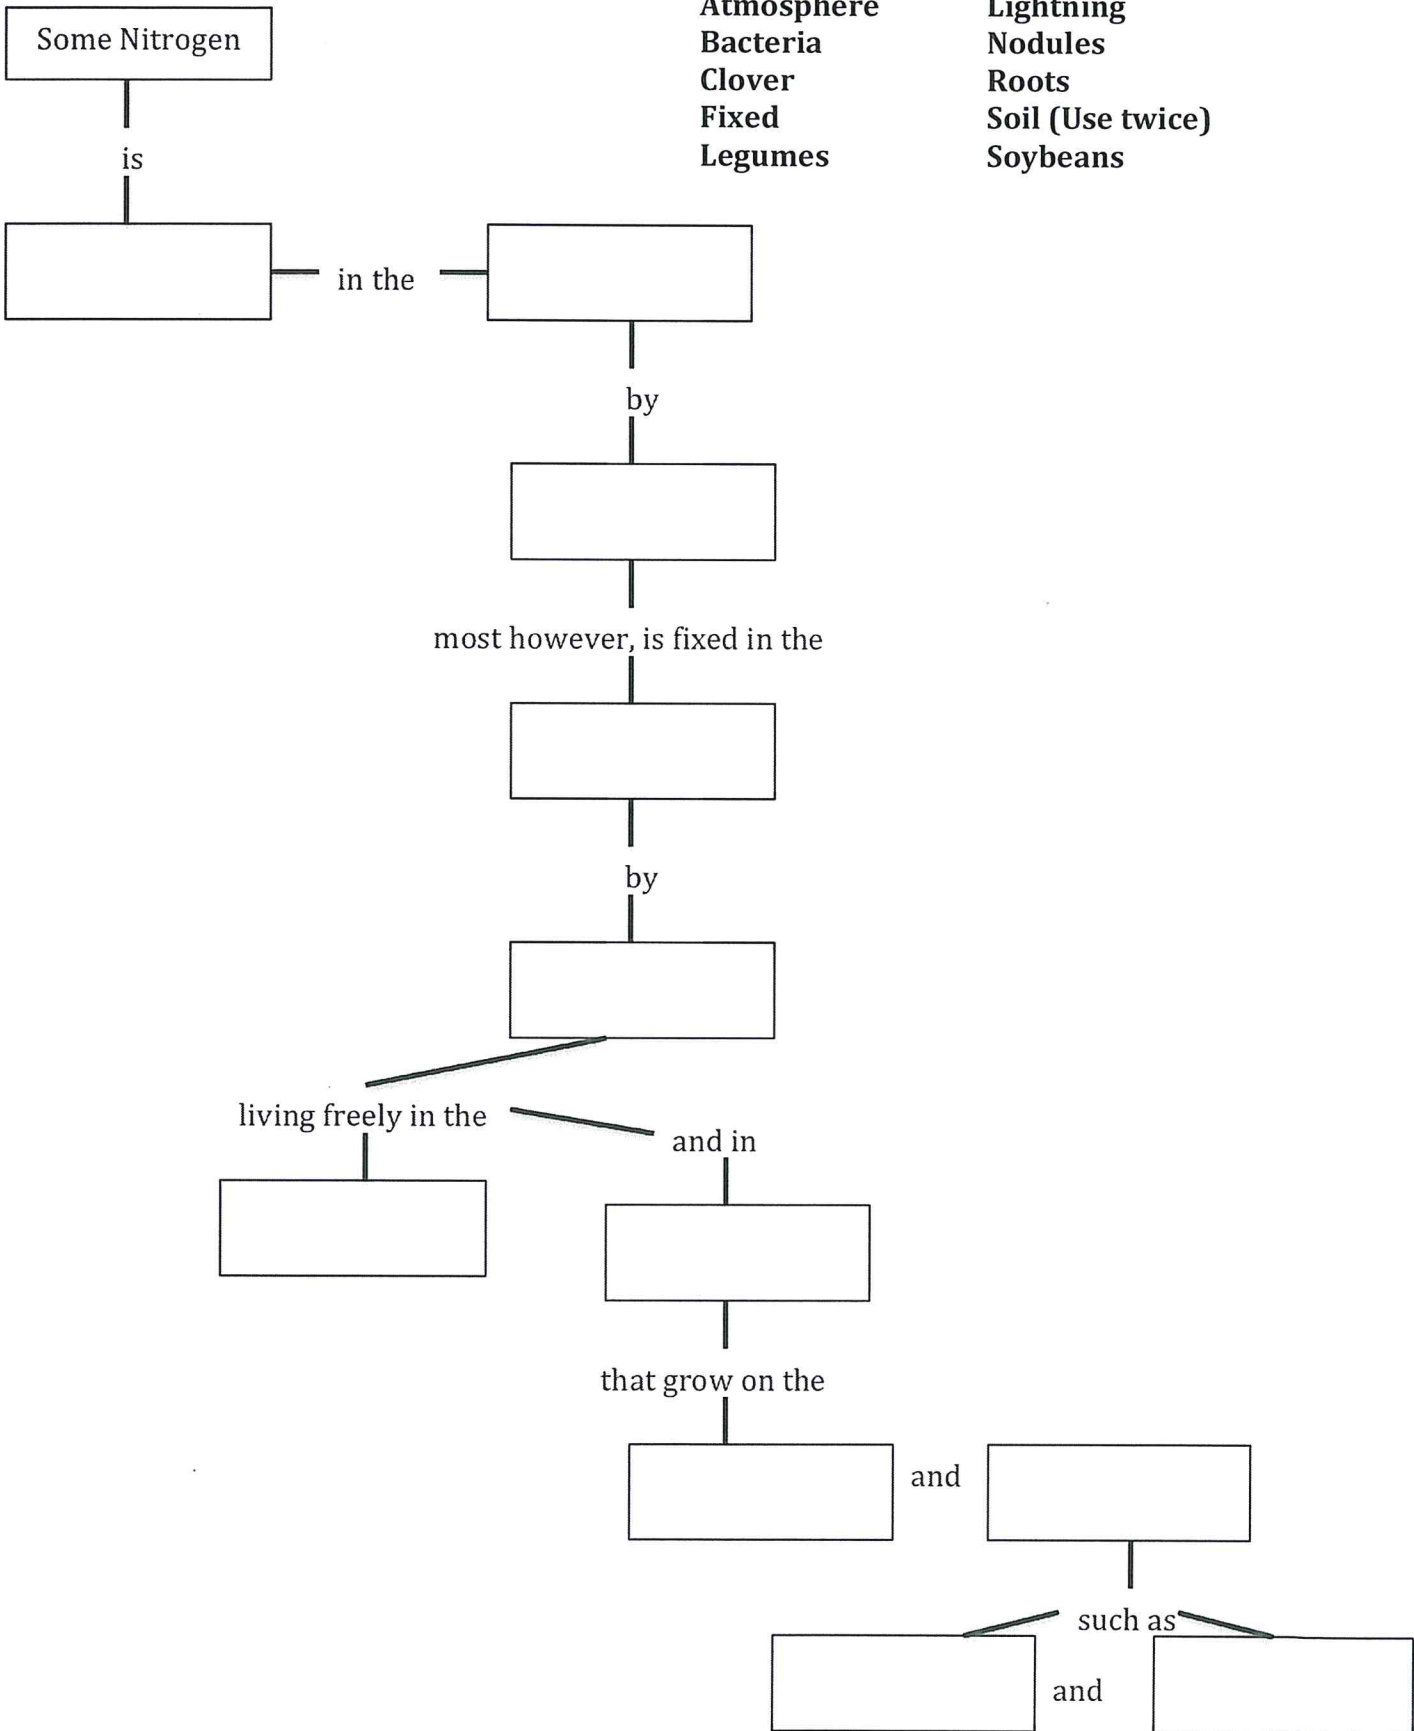 Some Nitrogen
Atmosphere
Bacteria
Clover
Fixed
Legumes
Lightning
Nodules
Roots
Soil (Use twice)
Soybeans
is
in the
by
most however, is fixed in the
by
living freely in the
and in
that grow on the
and
such as
and